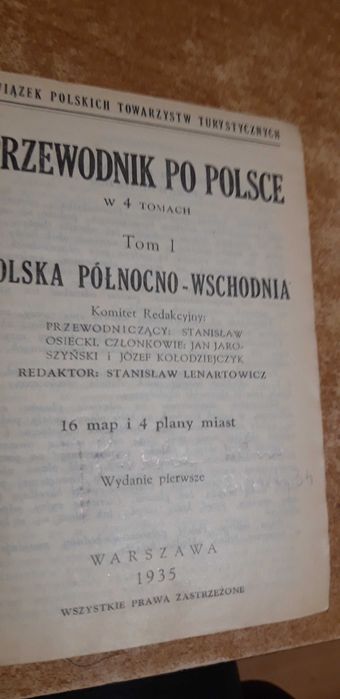 IĄZEK POLSKICH TOWARZYSTW TURYSTYCZNYCH
RZEWODNIK PO POLSCE
W 4 TOMACH
Tom I
OLSKA PÓŁNOCNO-WSCHODNIA
Komitet Redakcyjny:
PRZEWODNICZĄCY: STANISŁAW
OSIECKI, CZŁONKOWIE: JAN JARO-
SZYŃSKI i JÓZEF KOŁODZIEJCZYK
REDAKTOR: STANISŁAW LENARTOWICZ
16 map i 4 plany miast
Wydanie pierwsze
WARSZAWA
1935
WSZYSTKIE PRAWA ZASTRZEŻONE